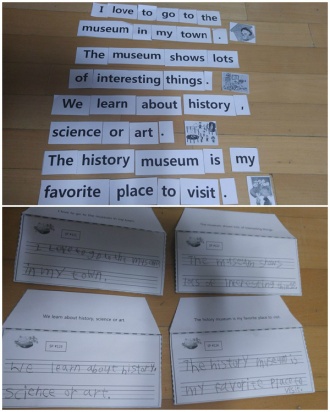 I love to go to the
museum in my town .
The museum shows lots
of interesting things .
We learn about history ,
science or art .
The history museum is my
favorite place to visit .
I love to go to the museum
in my town.
The museum shows
lots of interesting
We learn about history, science or art.
We learn about history,
science or art.
The history museum is my favorite place to visit.
The history museum is
my favorite place to